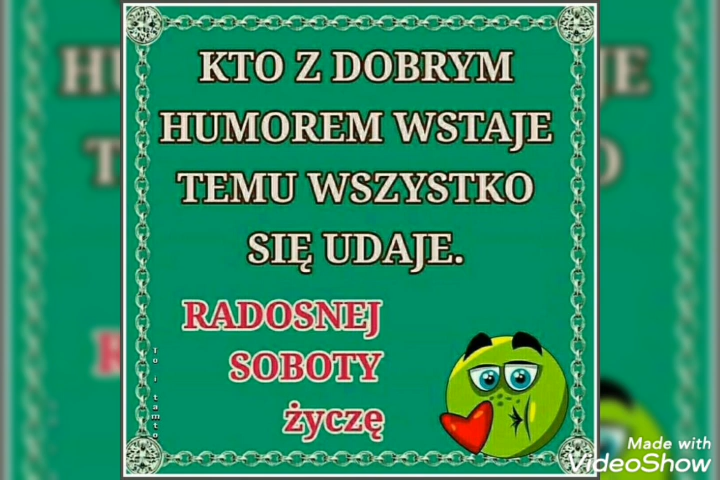 KTO Z DOBRYM
HUMOREM WSTAJE
TEMU WSZYSTKO
SIĘ UDAJE.
RADOSNEJ
SOBOTY
życzę
To i tamto
Made with
VideoShow